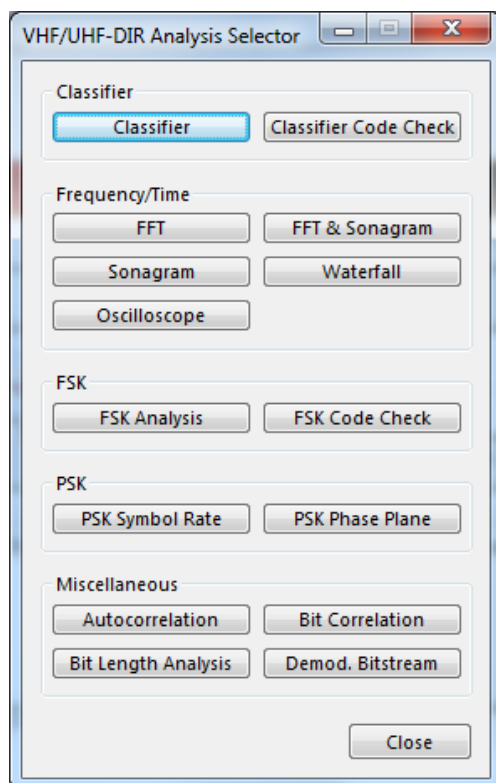 VHF/UHF-DIR Analysis Selector
Classifier
Classifier Classifier Code Check
Frequency/Time
FFT FFT & Sonagram
Sonagram Waterfall
Oscilloscope
FSK
FSK Analysis FSK Code Check
PSK
PSK Symbol Rate PSK Phase Plane
Miscellaneous
Autocorrelation Bit Correlation
Bit Length Analysis Demod. Bitstream
Close